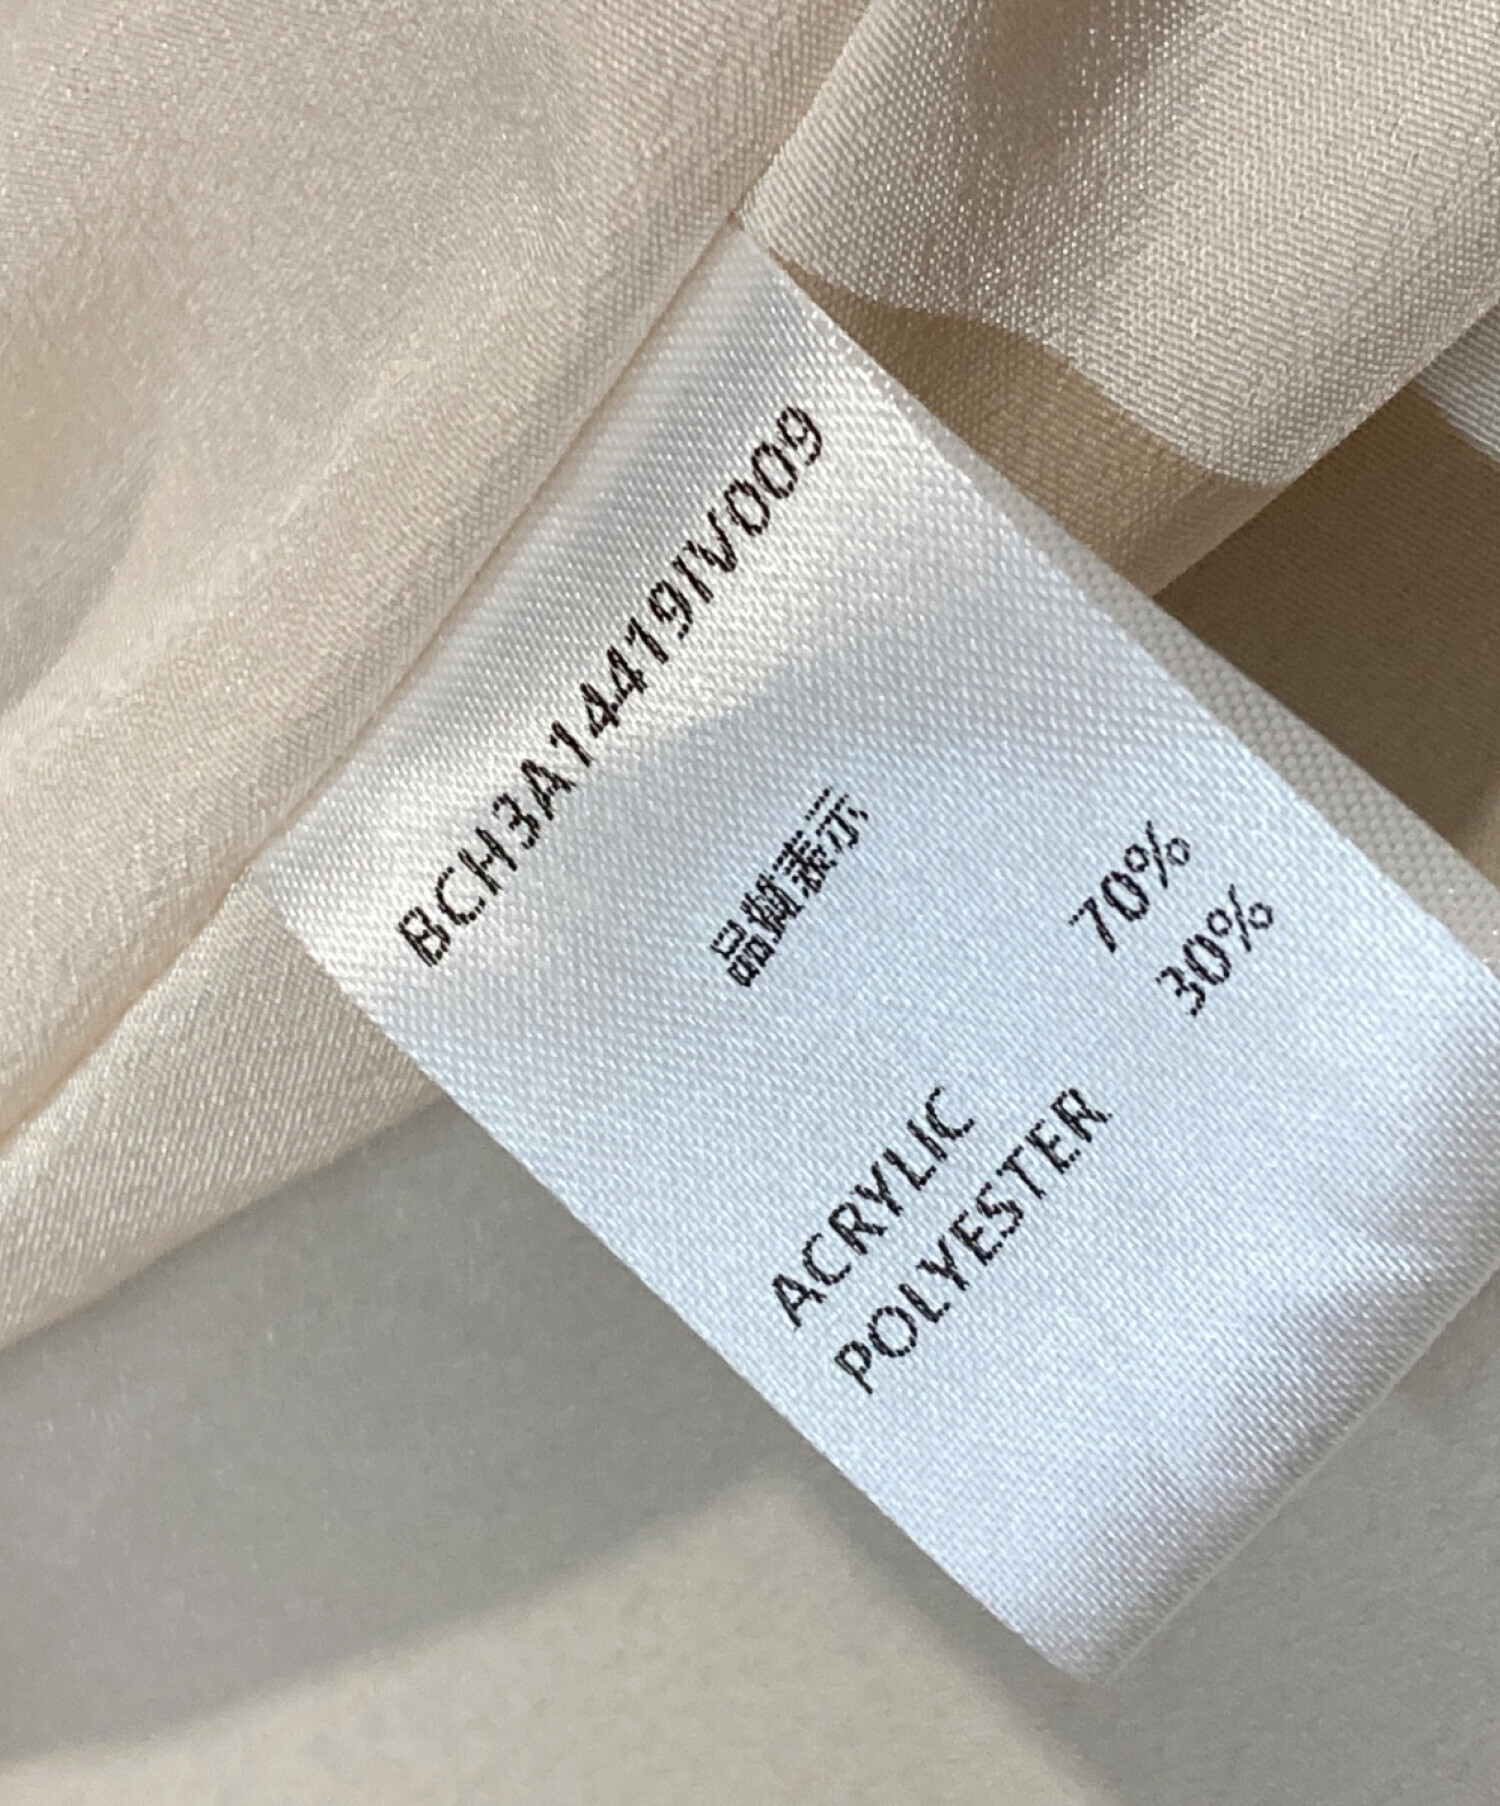 BCH3A14419IV009
品質表示
ACRYLIC 70%
POLYESTER 30%